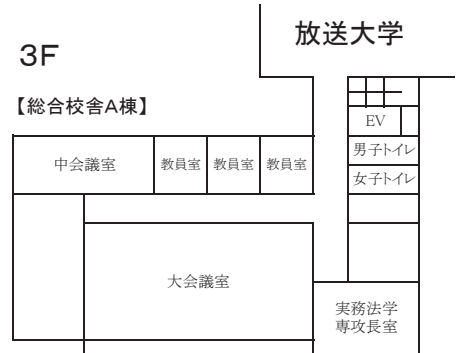 放送大学
3F
【総合校舎A棟】
EV
男子トイレ
中会議室
教員室
教員室
教員室
女子トイレ
大会議室
実務法学
専攻長室